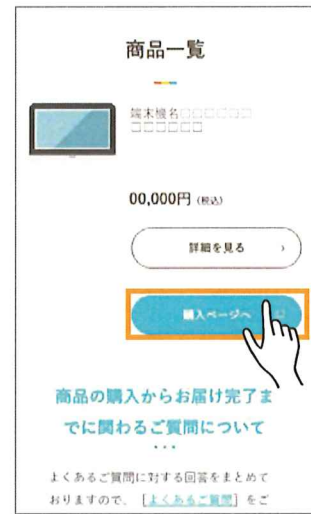 商品一覧
端末機名□□□□□□
□□□□□□
00,000円 (税込)
詳細を見る
購入ページへ
商品の購入からお届け完了ま
でに関わるご質問について
よくあるご質問に対する回答をまとめて
おりますので、［よくあるご質問］をご